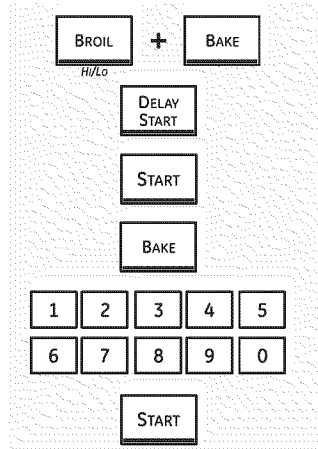 BROIL + BAKE
HI/LO
DELAY
START
START
BAKE
1 2 3 4 5
6 7 8 9 0
START